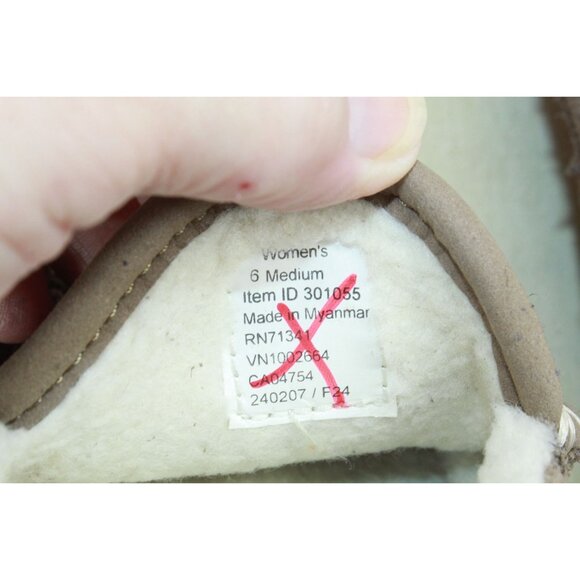 Women's
6 Medium
Item ID 301055
Made in Myanmar
RN71341
VN1002664
CA04754
240207 / F24